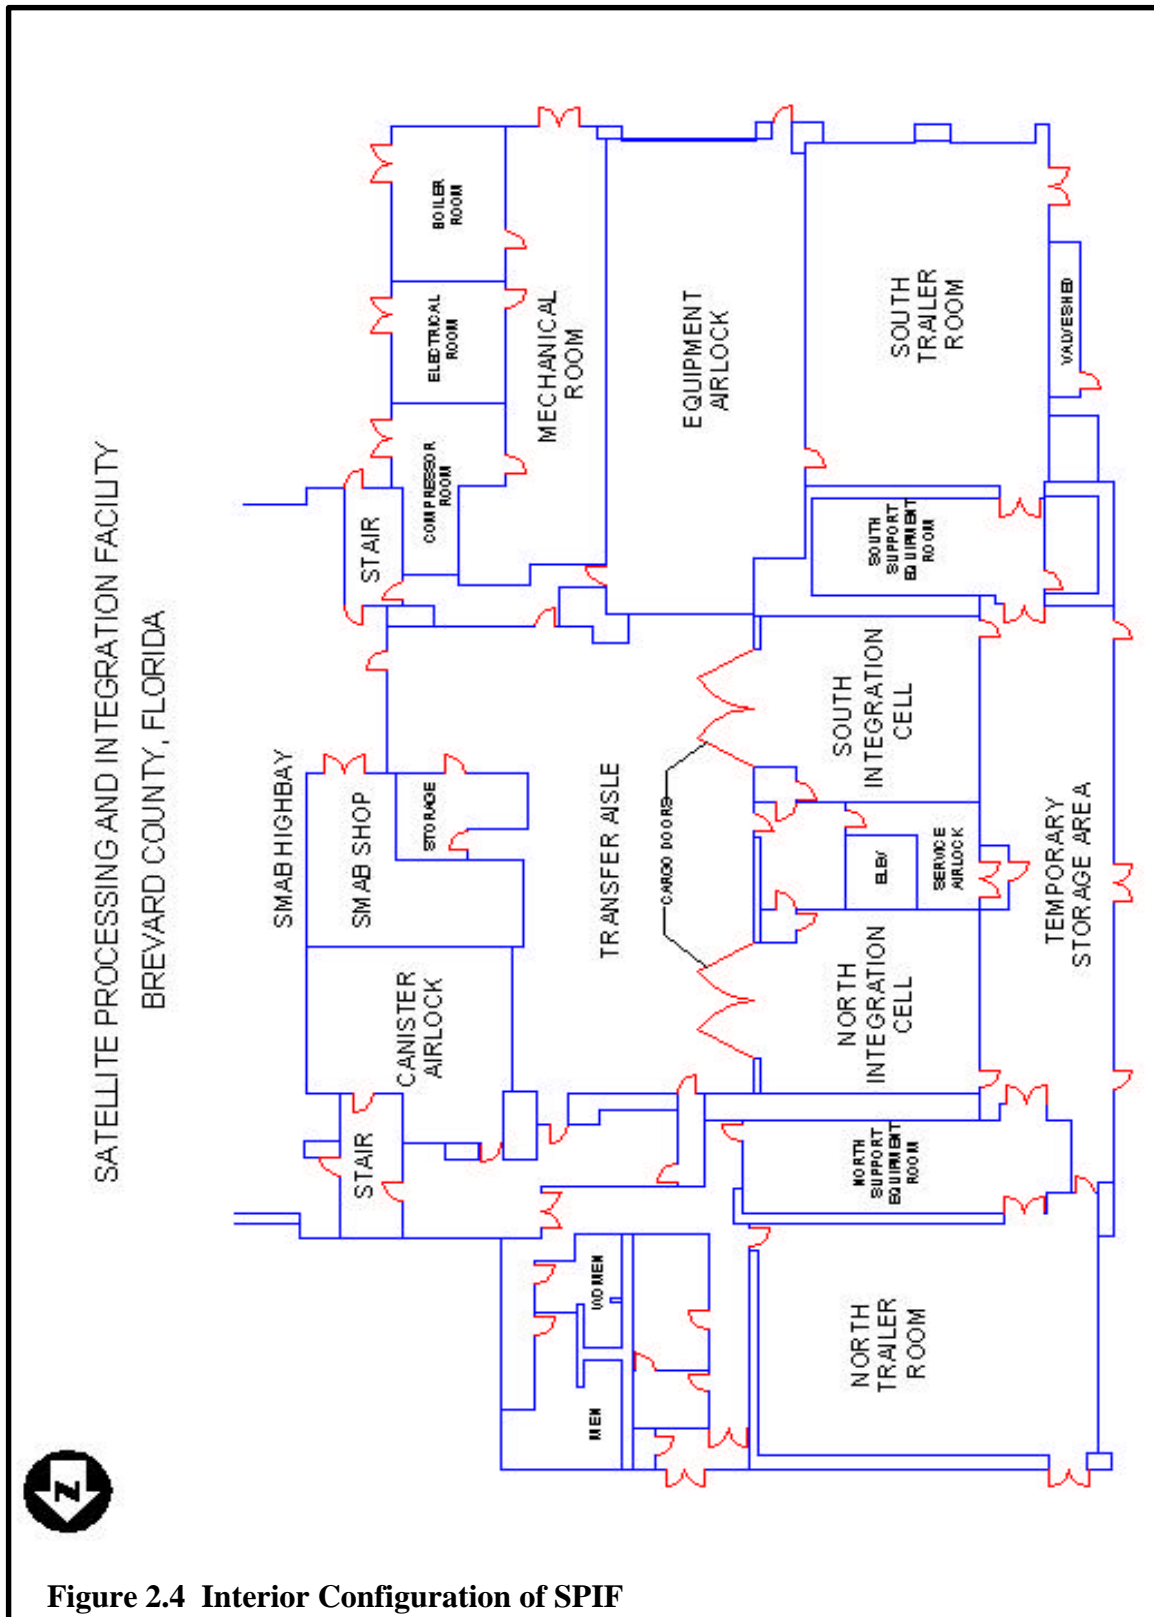 SATELLITE PROCESSING AND INTEGRATION FACILITY
BREVARD COUNTY, FLORIDA
N
SMAB HIGHBAY
SMAB SHOP
STORAGE
CANISTER
AIRLOCK
STAIR
STAIR
COMPRESSOR
ROOM
ELECTRICAL
ROOM
BOILER
ROOM
MECHANICAL
ROOM
EQUIPMENT
AIRLOCK
TRANSFER AISLE
CARGO DOORS
SOUTH
TRAILER
ROOM
VALVESHED
SOUTH
SUPPORT
EQUIPMENT
ROOM
SOUTH
INTEGRATION
CELL
ELEV
SERVICE
AIRLOCK
NORTH
INTEGRATION
CELL
TEMPORARY
STORAGE AREA
NORTH
SUPPORT
EQUIPMENT
ROOM
WOMEN
MEN
NORTH
TRAILER
ROOM
Figure 2.4 Interior Configuration of SPIF